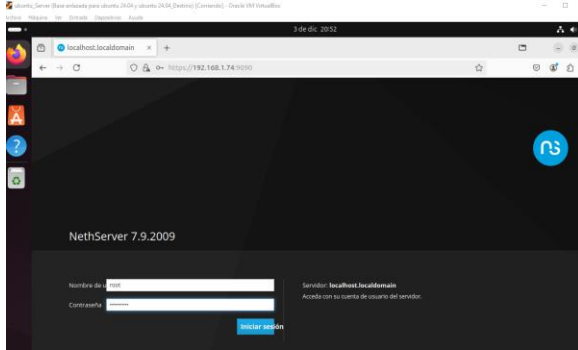 ubuntu_Server (Base enlazada para ubuntu 24.04 y ubuntu 24.04_Destino) [Corriendo] - Oracle VM VirtualBox
Archivo Máquina Ver Entrada Dispositivos Ayuda
3 de dic 20:52
localhost.localdomain
https://192.168.1.74:9090
ns
NethServer 7.9.2009
Nombre de u root
Contraseña
Iniciar sesión
Servidor: localhost.localdomain
Acceda con su cuenta de usuario del servidor.